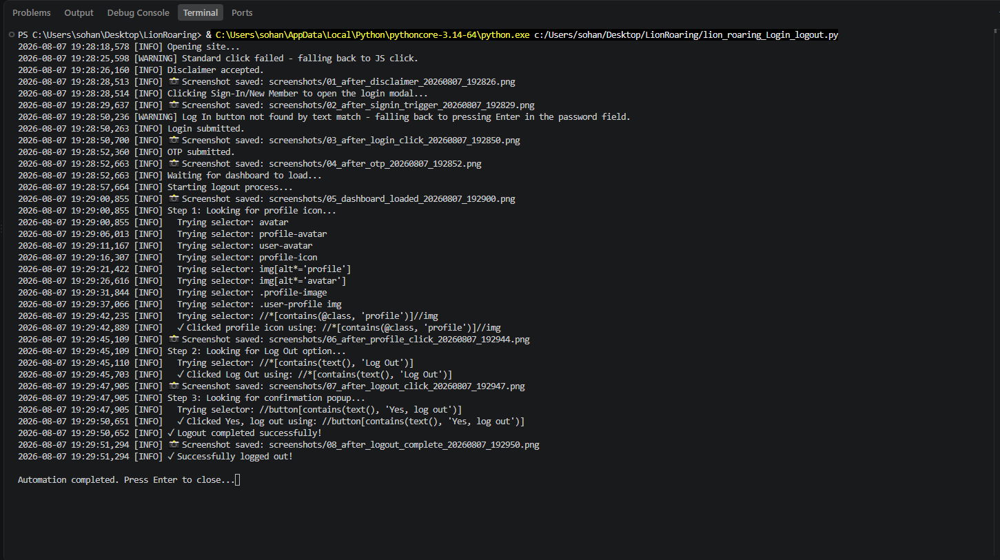 Problems Output Debug Console Terminal Ports
PS C:\Users\sohan\Desktop\LionRoaring> & C:\Users\sohan\AppData\Local\Python\pythoncore-3.14-64\python.exe c:/Users/sohan/Desktop/LionRoaring/lion_roaring_Login_logout.py
2026-08-07 19:28:18,578 [INFO] Opening site...
2026-08-07 19:28:25,598 [WARNING] Standard click failed - falling back to JS click.
2026-08-07 19:28:26,160 [INFO] Disclaimer accepted.
2026-08-07 19:28:28,513 [INFO] 📸 Screenshot saved: screenshots/01_after_disclaimer_20260807_192826.png
2026-08-07 19:28:28,514 [INFO] Clicking Sign-In/New Member to open the login modal...
2026-08-07 19:28:29,637 [INFO] 📸 Screenshot saved: screenshots/02_after_signin_trigger_20260807_192829.png
2026-08-07 19:28:50,236 [WARNING] Log In button not found by text match - falling back to pressing Enter in the password field.
2026-08-07 19:28:50,263 [INFO] Login submitted.
2026-08-07 19:28:50,700 [INFO] 📸 Screenshot saved: screenshots/03_after_login_click_20260807_192850.png
2026-08-07 19:28:52,360 [INFO] OTP submitted.
2026-08-07 19:28:52,663 [INFO] 📸 Screenshot saved: screenshots/04_after_otp_20260807_192852.png
2026-08-07 19:28:52,663 [INFO] Waiting for dashboard to load...
2026-08-07 19:28:57,664 [INFO] Starting logout process...
2026-08-07 19:29:00,855 [INFO] 📸 Screenshot saved: screenshots/05_dashboard_loaded_20260807_192900.png
2026-08-07 19:29:00,855 [INFO] Step 1: Looking for profile icon...
2026-08-07 19:29:00,855 [INFO]   Trying selector: avatar
2026-08-07 19:29:06,013 [INFO]   Trying selector: profile-avatar
2026-08-07 19:29:11,167 [INFO]   Trying selector: user-avatar
2026-08-07 19:29:16,307 [INFO]   Trying selector: profile-icon
2026-08-07 19:29:21,422 [INFO]   Trying selector: img[alt*='profile']
2026-08-07 19:29:26,616 [INFO]   Trying selector: img[alt*='avatar']
2026-08-07 19:29:31,844 [INFO]   Trying selector: .profile-image
2026-08-07 19:29:37,066 [INFO]   Trying selector: .user-profile img
2026-08-07 19:29:42,235 [INFO]   Trying selector: //*[contains(@class, 'profile')]//img
2026-08-07 19:29:42,889 [INFO]   ✓ Clicked profile icon using: //*[contains(@class, 'profile')]//img
2026-08-07 19:29:45,109 [INFO] 📸 Screenshot saved: screenshots/06_after_profile_click_20260807_192944.png
2026-08-07 19:29:45,109 [INFO] Step 2: Looking for Log Out option...
2026-08-07 19:29:45,110 [INFO]   Trying selector: //*[contains(text(), 'Log Out')]
2026-08-07 19:29:45,703 [INFO]   ✓ Clicked Log Out using: //*[contains(text(), 'Log Out')]
2026-08-07 19:29:47,905 [INFO] 📸 Screenshot saved: screenshots/07_after_logout_click_20260807_192947.png
2026-08-07 19:29:47,905 [INFO] Step 3: Looking for confirmation popup...
2026-08-07 19:29:47,905 [INFO]   Trying selector: //button[contains(text(), 'Yes, log out')]
2026-08-07 19:29:50,651 [INFO]   ✓ Clicked Yes, log out using: //button[contains(text(), 'Yes, log out')]
2026-08-07 19:29:50,652 [INFO] ✓ Logout completed successfully!
2026-08-07 19:29:51,294 [INFO] 📸 Screenshot saved: screenshots/08_after_logout_complete_20260807_192950.png
2026-08-07 19:29:51,294 [INFO] ✓ Successfully logged out!
Automation completed. Press Enter to close...